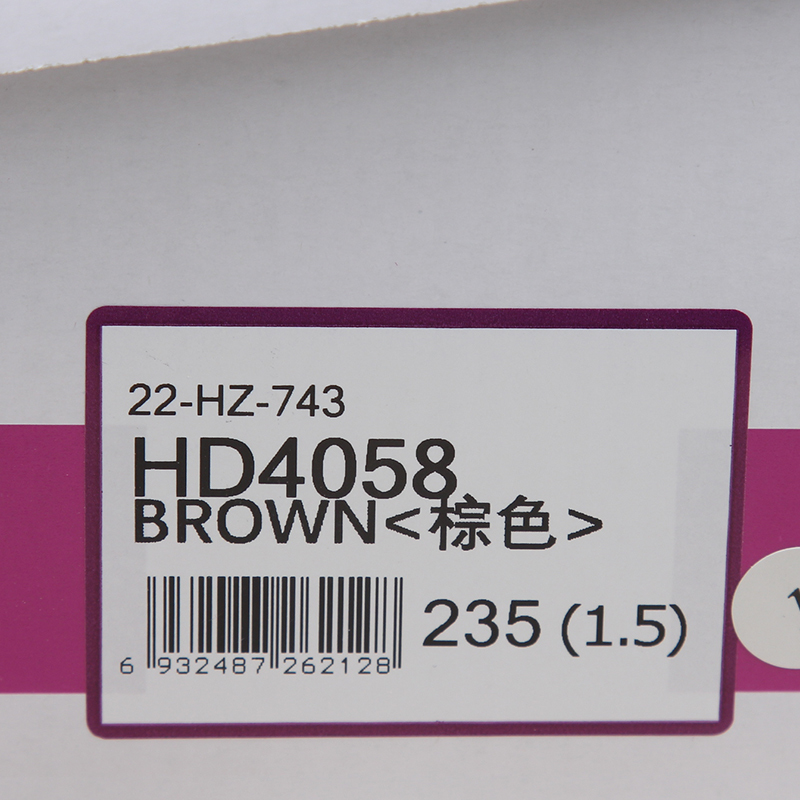 22-HZ-743
HD4058
BROWN<棕色>
235 (1.5)
6 932487 262128